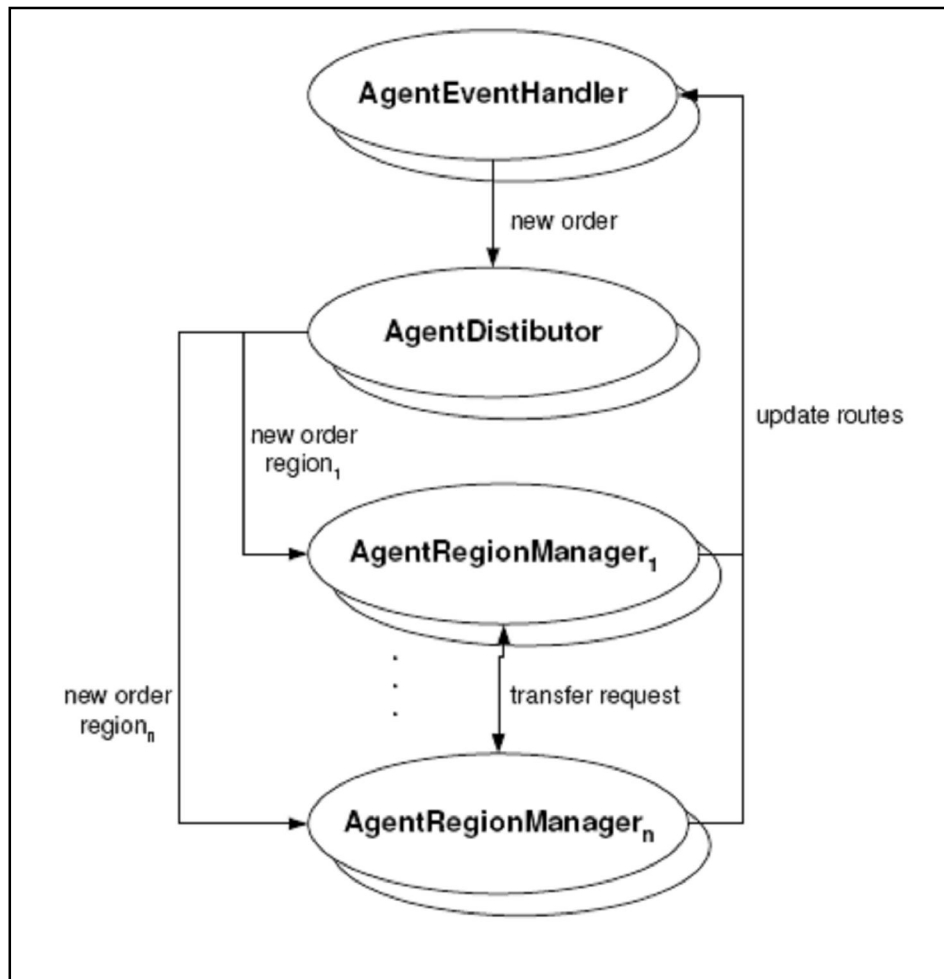 AgentEventHandler
new order
AgentDistibutor
update routes
new order
region₁
AgentRegionManager₁
new order
regionₙ
transfer request
AgentRegionManagerₙ